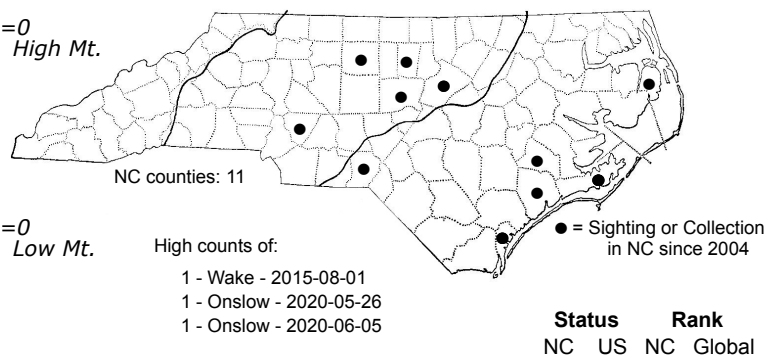 =0
High Mt.
NC counties: 11
=0
Low Mt.
High counts of:
1 - Wake - 2015-08-01
1 - Onslow - 2020-05-26
1 - Onslow - 2020-06-05
● = Sighting or Collection
in NC since 2004
Status Rank
NC US NC Global